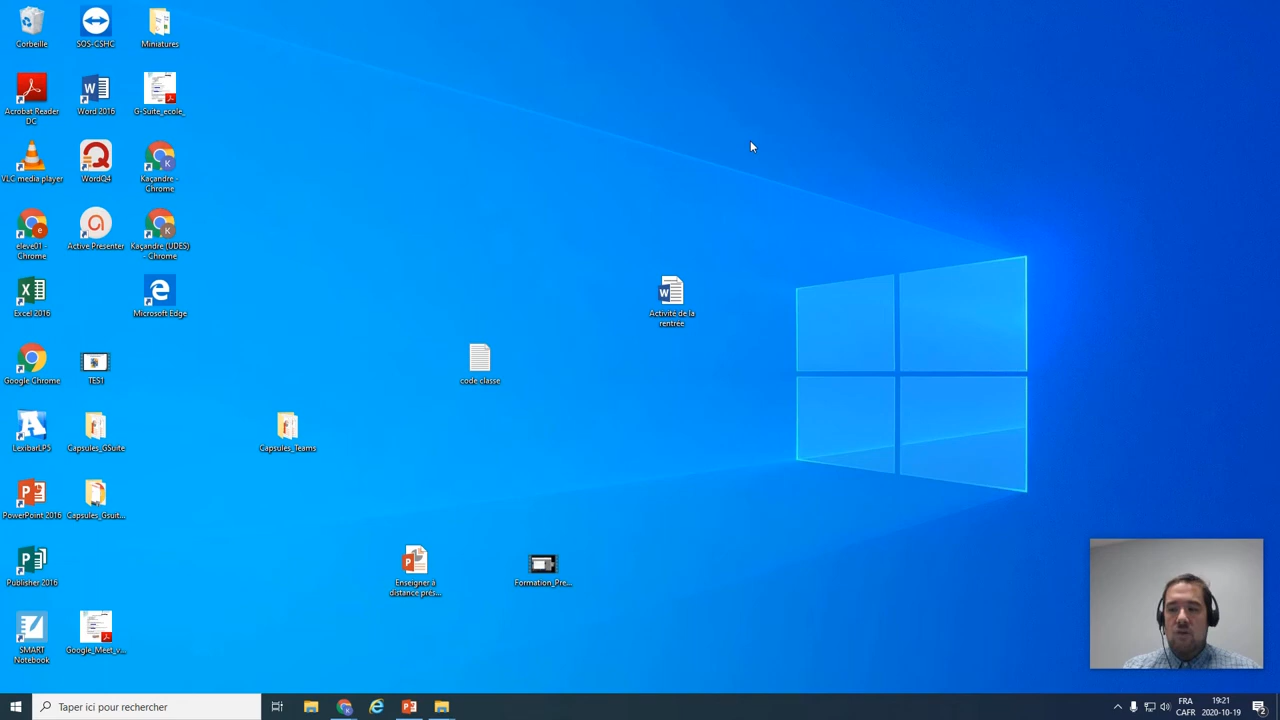 Corbeille
SOS-CSHC
Miniatures
Acrobat Reader
DC
Word 2016
G-Suite_ecole_
VLC media player
WordQ4
Kaçandre -
Chrome
eleve01 -
Chrome
Active Presenter
Kaçandre (UDES)
- Chrome
Excel 2016
Microsoft Edge
Activité de la
rentrée
Google Chrome
TES1
code classe
LexibarLPS
Capsules_GSuite
Capsules_Teams
PowerPoint 2016
Capsules_Gsuit...
Publisher 2016
Enseigner à
distance prés...
Formation_Pre...
SMART
Notebook
Google_Meet_v...
Taper ici pour rechercher
FRA
CAFR
19:21
2020-10-19
2